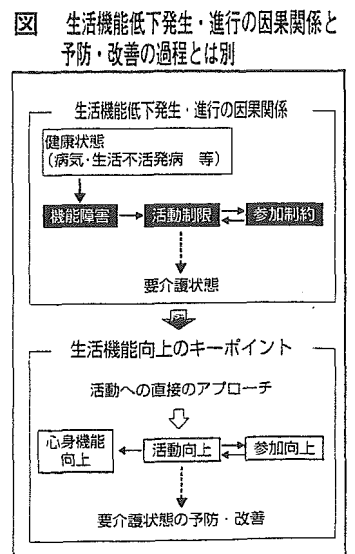 図 生活機能低下発生・進行の因果関係と
予防・改善の過程とは別
生活機能低下発生・進行の因果関係
健康状態
(病気・生活不活発病 等)
機能障害
活動制限
参加制約
要介護状態
生活機能向上のキーポイント
活動への直接のアプローチ
心身機能
向上
活動向上
参加向上
要介護状態の予防・改善